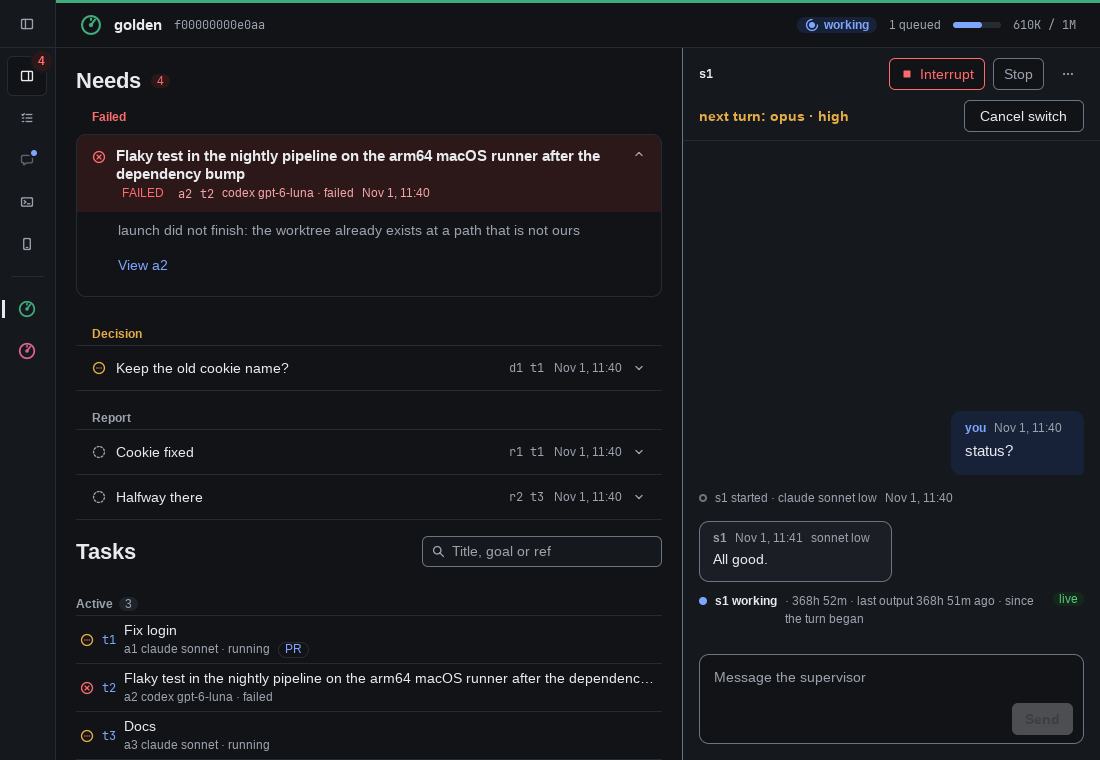 golden f00000000e0aa working 1 queued 610K / 1M
4
Needs 4
Failed
Flaky test in the nightly pipeline on the arm64 macOS runner after the
dependency bump
FAILED a2 t2 codex gpt-6-luna · failed Nov 1, 11:40
launch did not finish: the worktree already exists at a path that is not ours
View a2
Decision
Keep the old cookie name? d1 t1 Nov 1, 11:40
Report
Cookie fixed r1 t1 Nov 1, 11:40
Halfway there r2 t3 Nov 1, 11:40
Tasks
Title, goal or ref
Active 3
t1 Fix login
a1 claude sonnet · running PR
t2 Flaky test in the nightly pipeline on the arm64 macOS runner after the dependenc…
a2 codex gpt-6-luna · failed
t3 Docs
a3 claude sonnet · running
s1 Interrupt Stop
next turn: opus · high Cancel switch
you Nov 1, 11:40
status?
s1 started · claude sonnet low Nov 1, 11:40
s1 Nov 1, 11:41 sonnet low
All good.
s1 working · 368h 52m · last output 368h 51m ago · since live
the turn began
Message the supervisor
Send